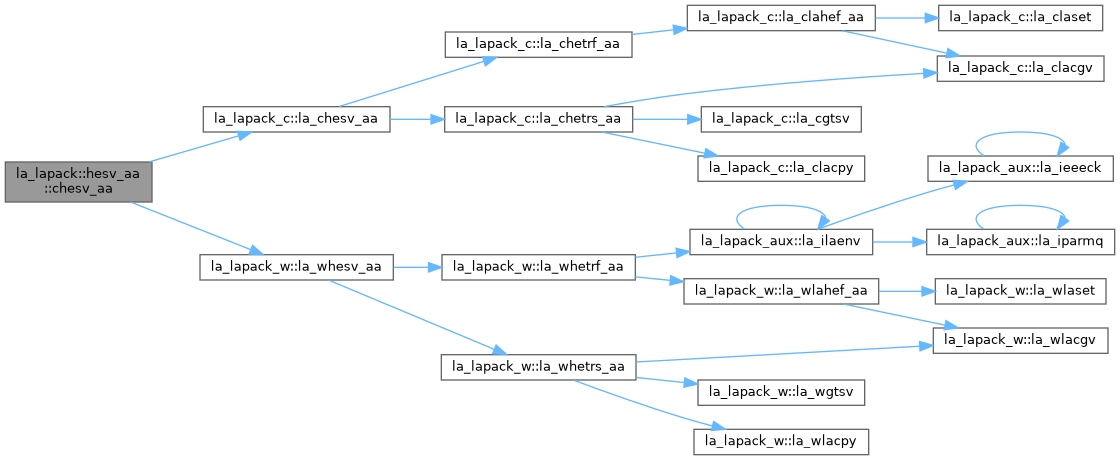 la_lapack::hesv_aa
::chesv_aa
la_lapack_c::la_chesv_aa
la_lapack_c::la_chetrf_aa
la_lapack_c::la_clahef_aa
la_lapack_c::la_claset
la_lapack_c::la_clacgv
la_lapack_c::la_chetrs_aa
la_lapack_c::la_cgtsv
la_lapack_c::la_clacpy
la_lapack_w::la_whesv_aa
la_lapack_w::la_whetrf_aa
la_lapack_aux::la_ilaenv
la_lapack_aux::la_ieeeck
la_lapack_aux::la_iparmq
la_lapack_w::la_wlahef_aa
la_lapack_w::la_wlaset
la_lapack_w::la_wlacgv
la_lapack_w::la_whetrs_aa
la_lapack_w::la_wgtsv
la_lapack_w::la_wlacpy